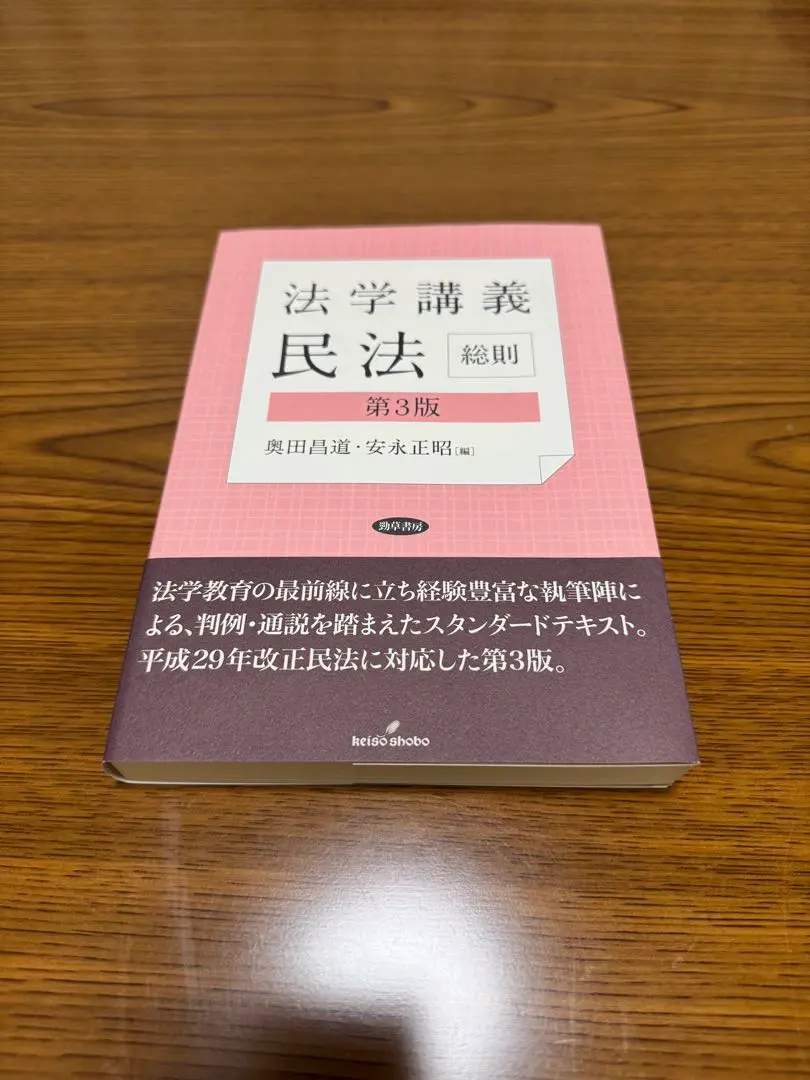 法学講義
民法 総則
第3版
奥田昌道・安永正昭[編]
勁草書房
法学教育の最前線に立ち経験豊富な執筆陣に
よる、判例・通説を踏まえたスタンダードテキスト。
平成29年改正民法に対応した第3版。
keiso shobo